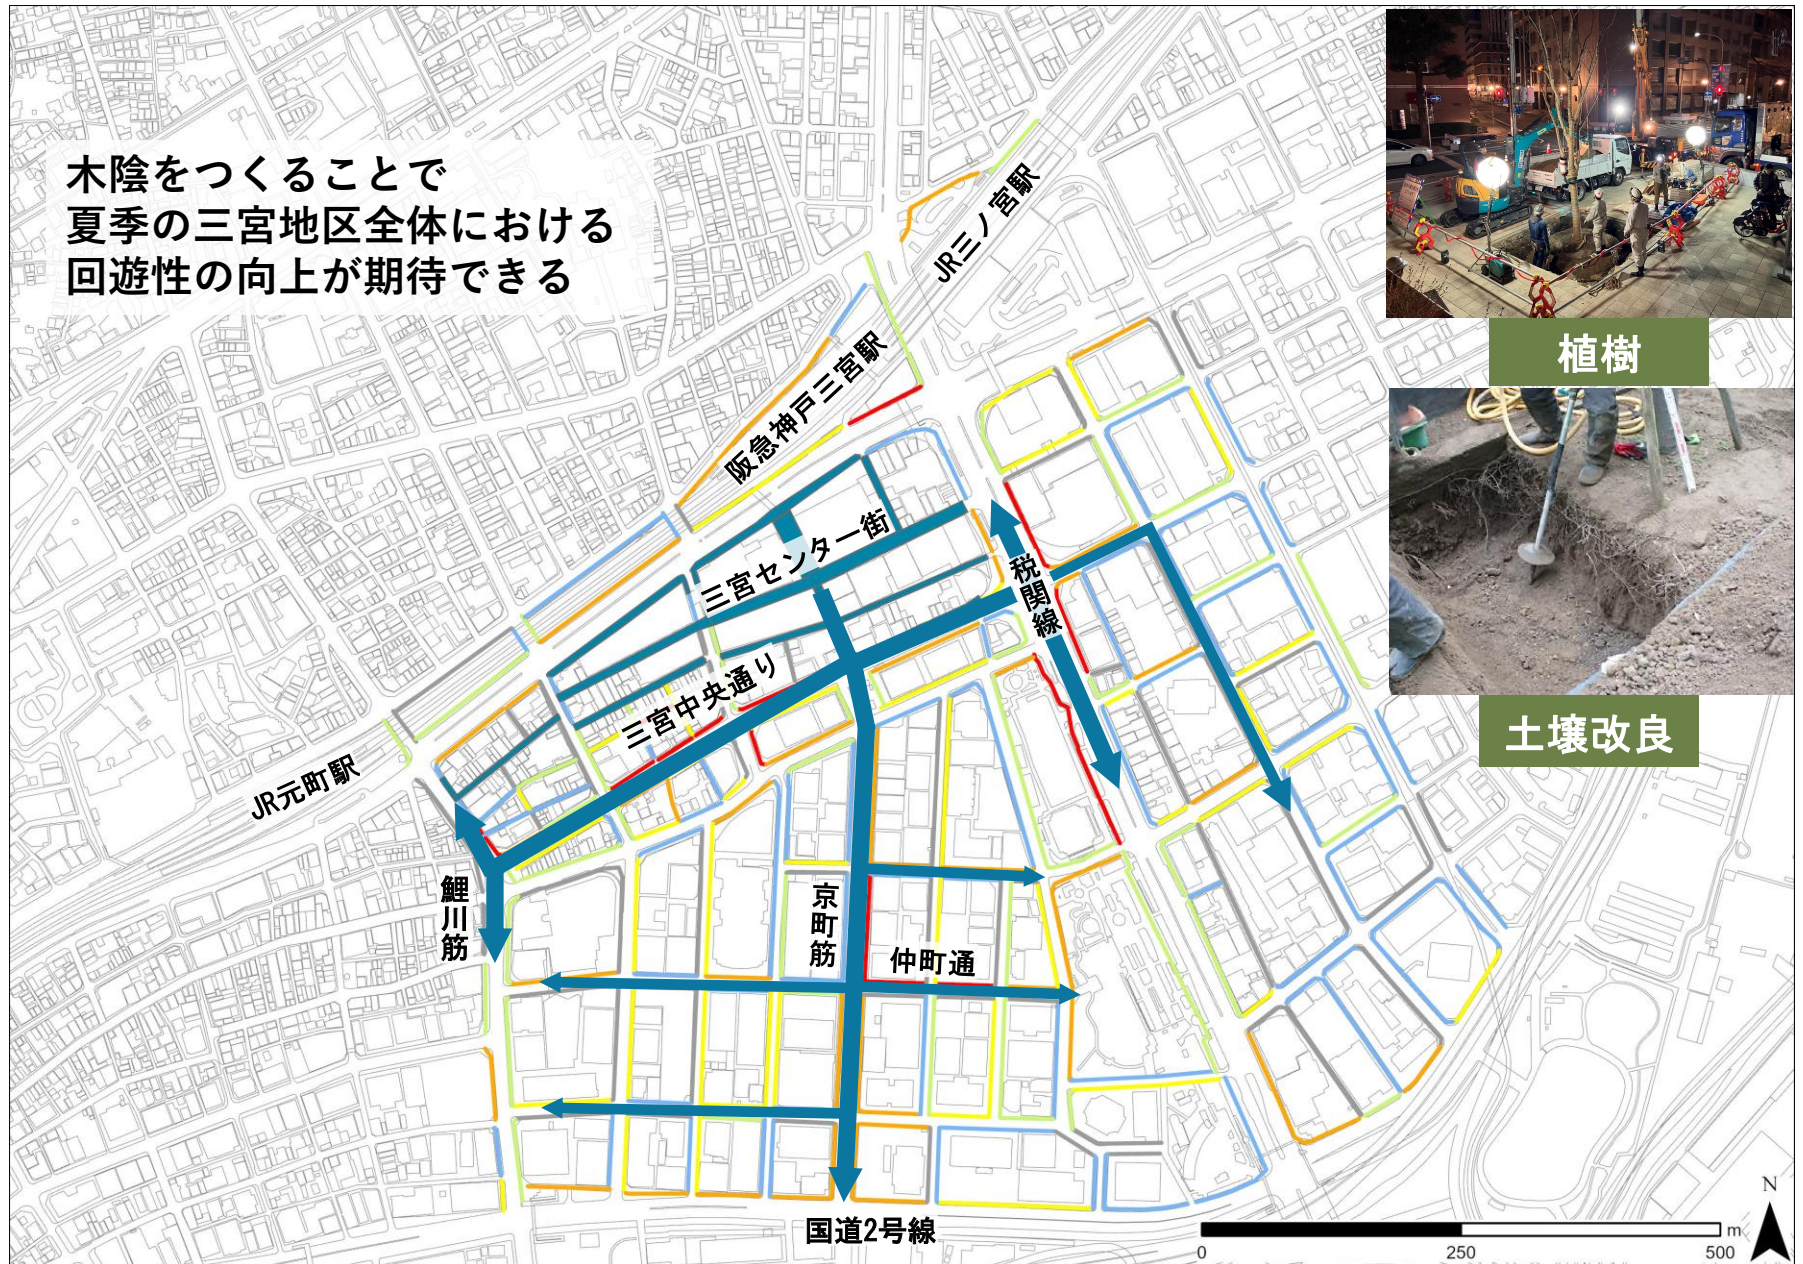 木陰をつくることで
夏季の三宮地区全体における
回遊性の向上が期待できる
JR三ノ宮駅
阪急神戸三宮駅
植樹
三宮センター街
税関線
三宮中央通り
土壌改良
JR元町駅
鯉川筋
京町筋
仲町通
国道2号線
N
m
0 250 500